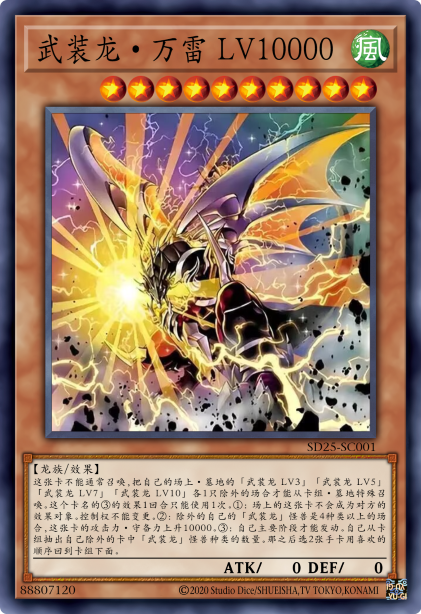 武装龙·万雷 LV10000
風
SD25-SC001
【龙族/效果】
这张卡不能通常召唤,把自己的场上·墓地的「武装龙 LV3」「武装龙 LV5」
「武装龙 LV7」「武装龙 LV10」各1只除外的场合才能从卡组·墓地特殊召
唤。这个卡名的③的效果1回合只能使用1次。①:场上的这张卡不会成为对方的
效果对象。控制权不能变更。②:除外的自己的「武装龙」怪兽是4种类以上的场
合,这张卡的攻击力·守备力上升10000。③:自己主要阶段才能发动。自己从卡
组抽出自己除外的卡中「武装龙」怪兽种类的数量。那之后选2张手卡用喜欢的
顺序回到卡组下面。
ATK/ 0 DEF/ 0
88807120 ©2020 Studio Dice/SHUEISHA,TV TOKYO,KONAMI